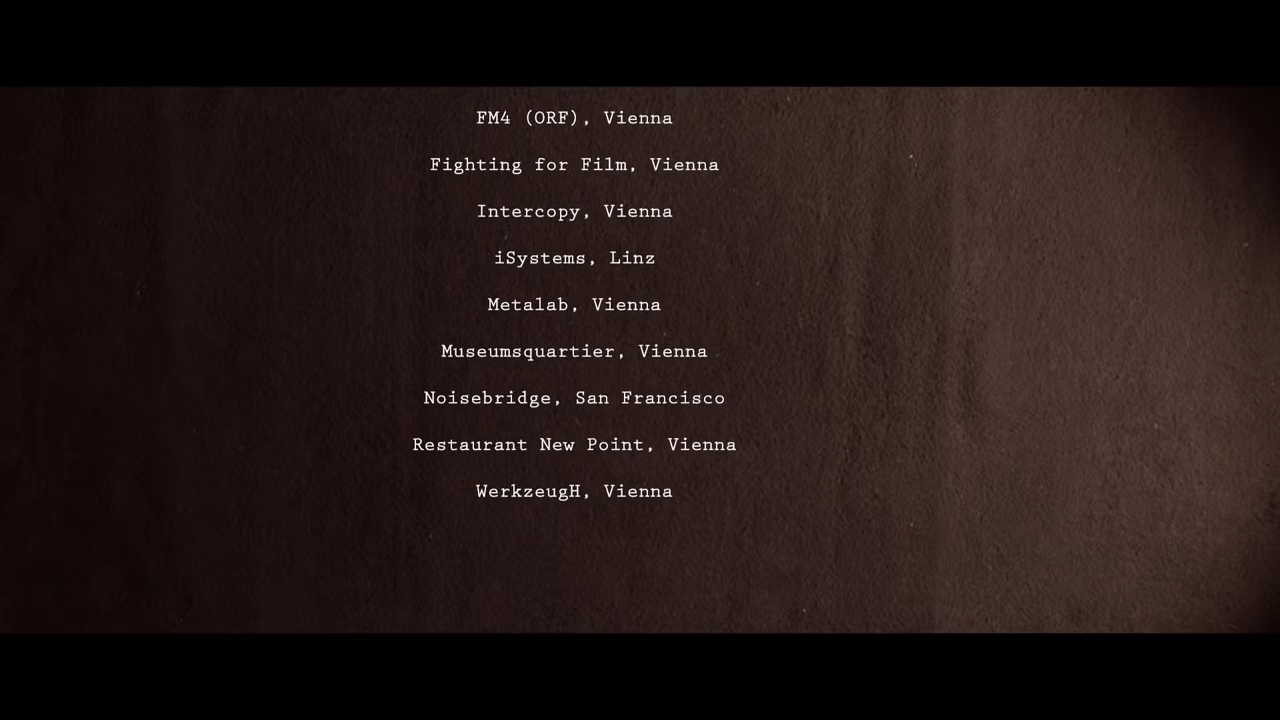 FM4 (ORF), Vienna
Fighting for Film, Vienna
Intercopy, Vienna
iSystems, Linz
Metalab, Vienna
Museumsquartier, Vienna
Noisebridge, San Francisco
Restaurant New Point, Vienna
WerkzeugH, Vienna